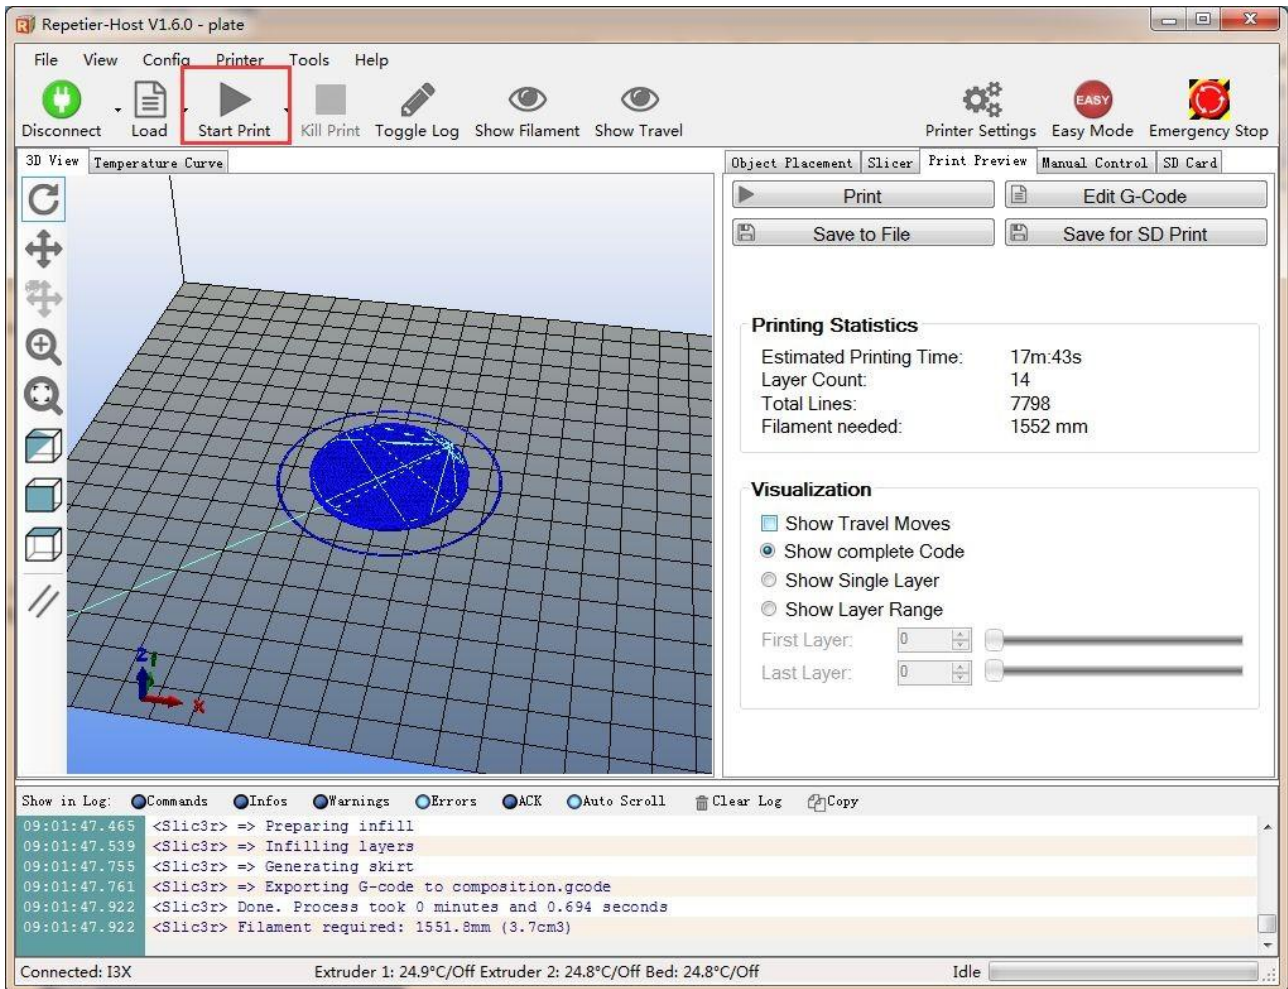 Repetier-Host V1.6.0 - plate
File View Config Printer Tools Help
Disconnect Load Start Print Kill Print Toggle Log Show Filament Show Travel Printer Settings EASY Easy Mode Emergency Stop
3D View Temperature Curve Object Placement Slicer Print Preview Manual Control SD Card
Print Edit G-Code
Save to File Save for SD Print
Printing Statistics
Estimated Printing Time: 17m:43s
Layer Count: 14
Total Lines: 7798
Filament needed: 1552 mm
Visualization
Show Travel Moves
Show complete Code
Show Single Layer
Show Layer Range
First Layer: 0
Last Layer: 0
Z
X
Show in Log: Commands Infos Warnings Errors ACK Auto Scroll Clear Log Copy
09:01:47.465 <Slic3r> => Preparing infill
09:01:47.539 <Slic3r> => Infilling layers
09:01:47.755 <Slic3r> => Generating skirt
09:01:47.761 <Slic3r> => Exporting G-code to composition.gcode
09:01:47.922 <Slic3r> Done. Process took 0 minutes and 0.694 seconds
09:01:47.922 <Slic3r> Filament required: 1551.8mm (3.7cm3)
Connected: I3X Extruder 1: 24.9°C/Off Extruder 2: 24.8°C/Off Bed: 24.8°C/Off Idle